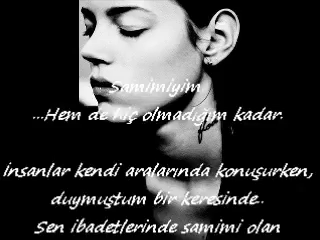 Samimiyim
...Hem de hiç olmadığım kadar.
İnsanlar kendi aralarında konuşurken,
duymuştum bir keresinde..
Sen ibadetlerinde samimi olan